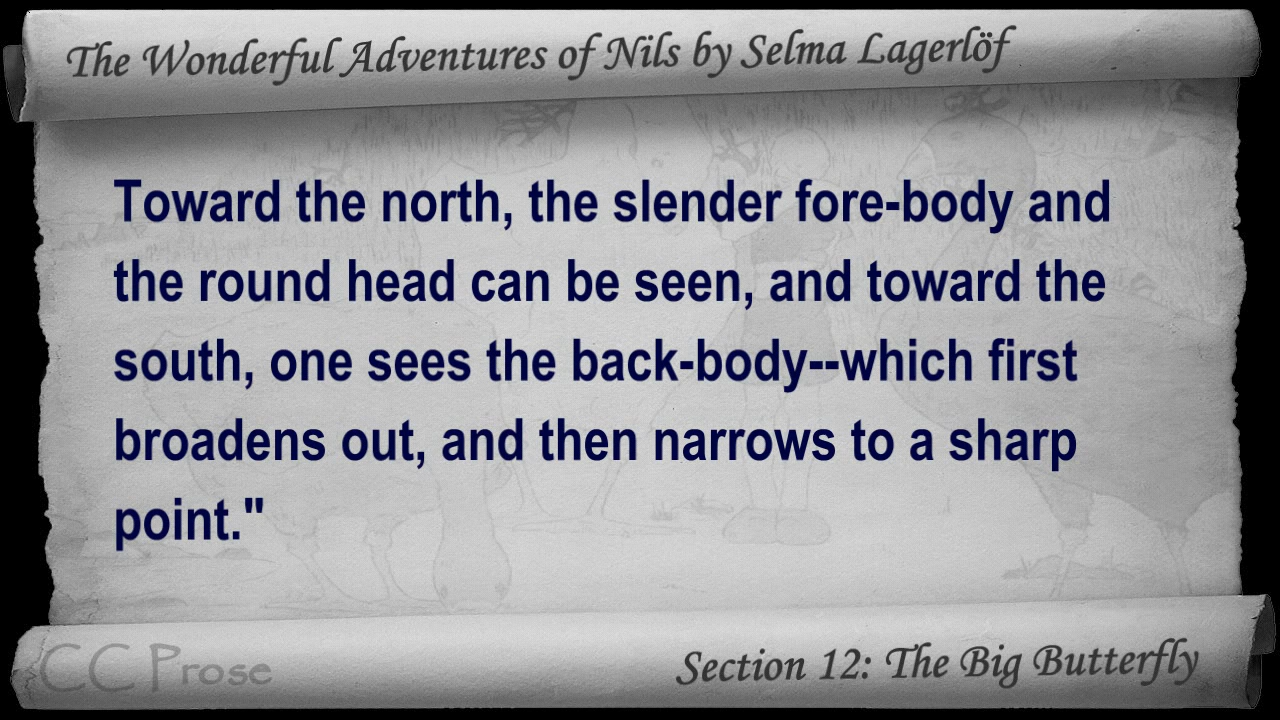 The Wonderful Adventures of Nils by Selma Lagerlöf
Toward the north, the slender fore-body and
the round head can be seen, and toward the
south, one sees the back-body--which first
broadens out, and then narrows to a sharp
point."
CC Prose
Section 12: The Big Butterfly